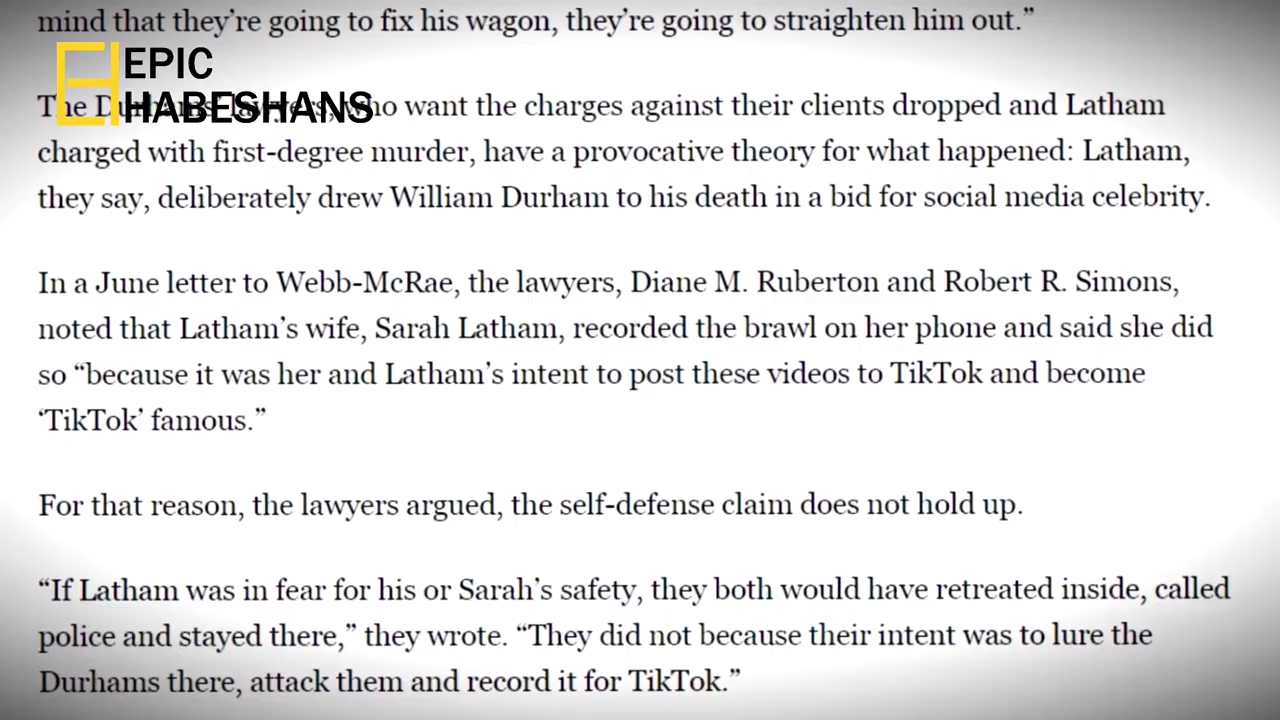 mind that they’re going to fix his wagon, they’re going to straighten him out.”
EPIC
HABESHANS
The Durhams’ lawyers, who want the charges against their clients dropped and Latham
charged with first-degree murder, have a provocative theory for what happened: Latham,
they say, deliberately drew William Durham to his death in a bid for social media celebrity.
In a June letter to Webb-McRae, the lawyers, Diane M. Ruberton and Robert R. Simons,
noted that Latham’s wife, Sarah Latham, recorded the brawl on her phone and said she did
so “because it was her and Latham’s intent to post these videos to TikTok and become
‘TikTok’ famous.”
For that reason, the lawyers argued, the self-defense claim does not hold up.
“If Latham was in fear for his or Sarah’s safety, they both would have retreated inside, called
police and stayed there,” they wrote. “They did not because their intent was to lure the
Durhams there, attack them and record it for TikTok.”